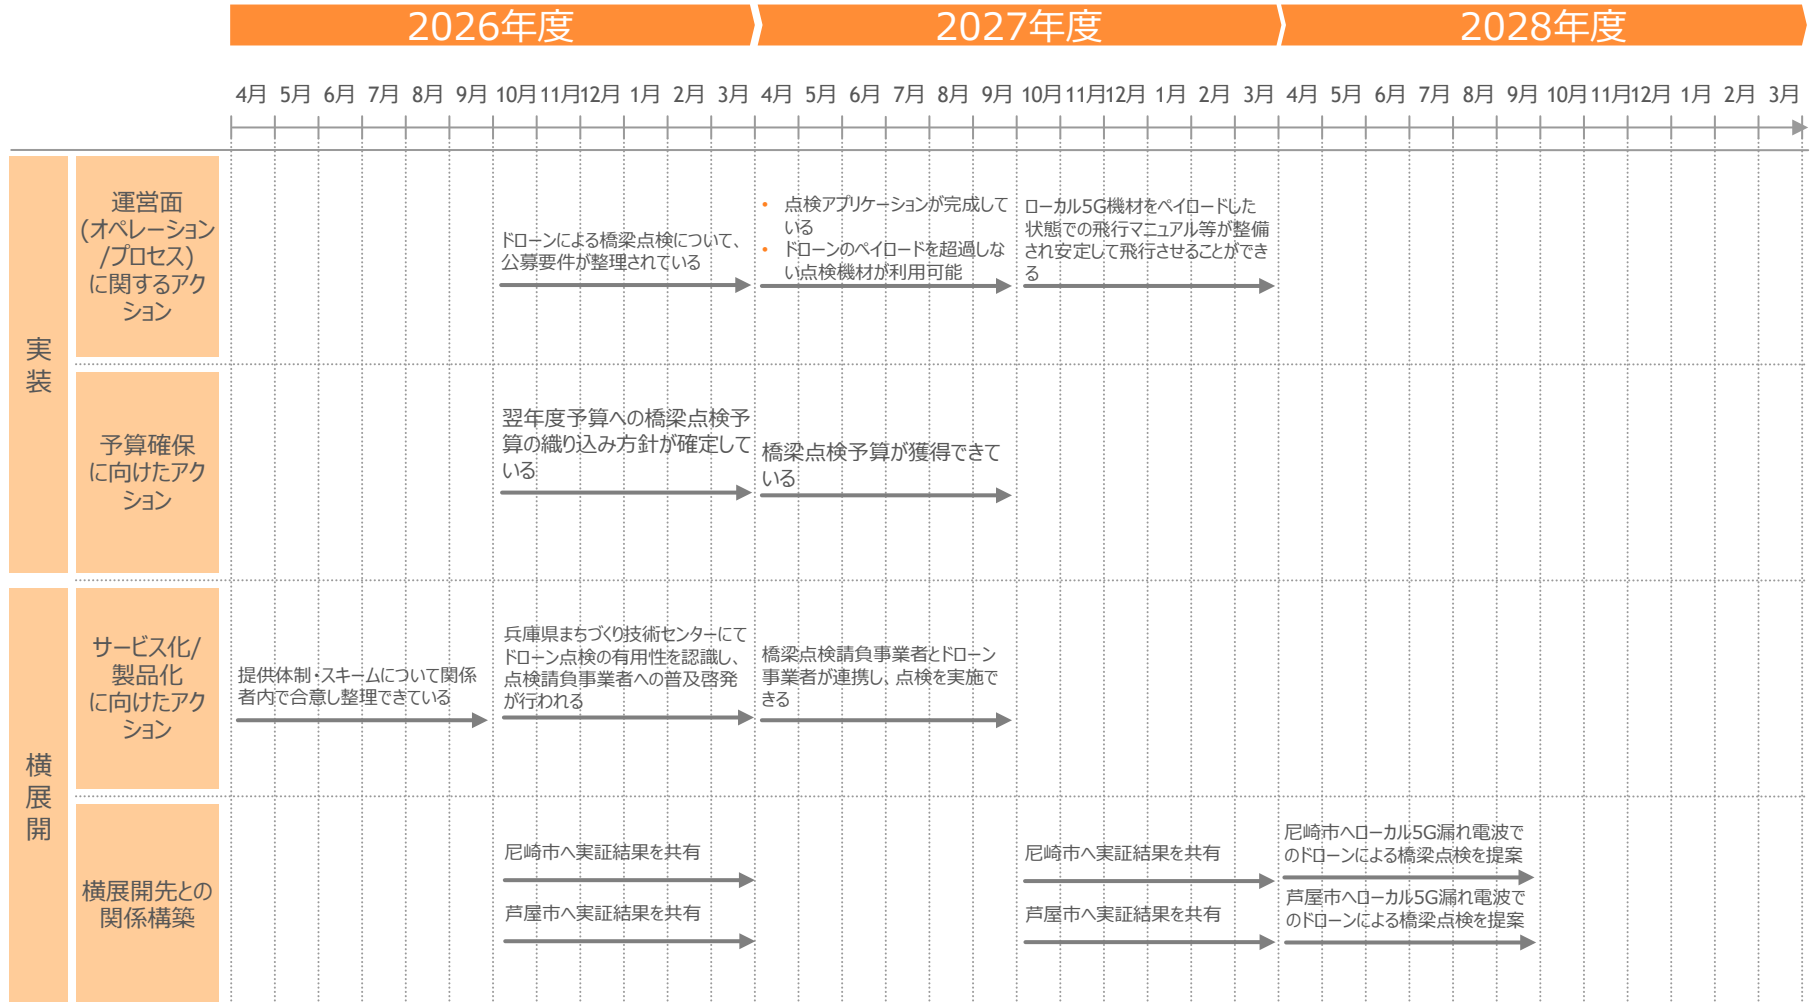 2026年度
2027年度
2028年度
4月 5月 6月 7月 8月 9月 10月 11月 12月 1月 2月 3月 4月 5月 6月 7月 8月 9月 10月 11月 12月 1月 2月 3月 4月 5月 6月 7月 8月 9月 10月 11月 12月 1月 2月 3月
実
装
運営面
(オペレーション
/プロセス)
に関するアク
ション
ドローンによる橋梁点検について、
公募要件が整理されている
• 点検アプリケーションが完成して
いる
• ドローンのペイロードを超過しな
い点検機材が利用可能
ローカル5G機材をペイロードした
状態での飛行マニュアル等が整備
され安定して飛行させることができ
る
予算確保
に向けたアク
ション
翌年度予算への橋梁点検予
算の織り込み方針が確定して
いる
橋梁点検予算が獲得できて
いる
横
展
開
サービス化/
製品化
に向けたアク
ション
提供体制・スキームについて関係
者内で合意し整理できている
兵庫県まちづくり技術センターにて
ドローン点検の有用性を認識し、
点検請負事業者への普及啓発
が行われる
橋梁点検請負事業者とドローン
事業者が連携し、点検を実施で
きる
横展開先との
関係構築
尼崎市へ実証結果を共有
芦屋市へ実証結果を共有
尼崎市へ実証結果を共有
芦屋市へ実証結果を共有
尼崎市へローカル5G漏れ電波で
のドローンによる橋梁点検を提案
芦屋市へローカル5G漏れ電波で
のドローンによる橋梁点検を提案